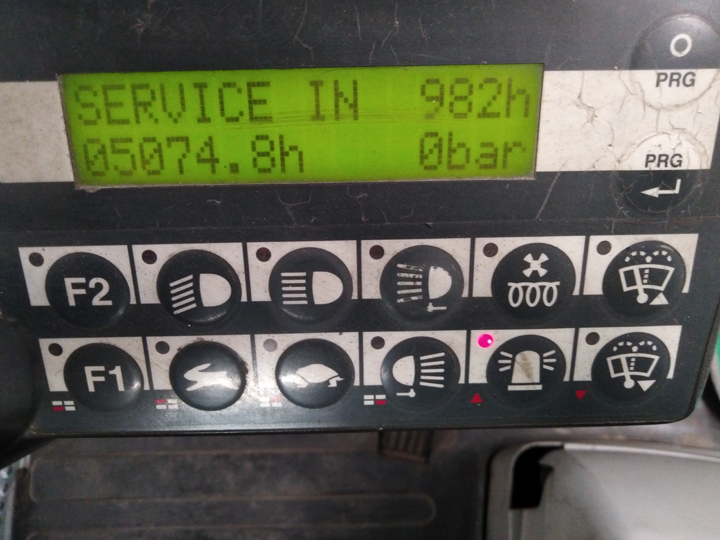 SERVICE IN 982h
05074.8h 0bar
PRG
PRG
F2
F1